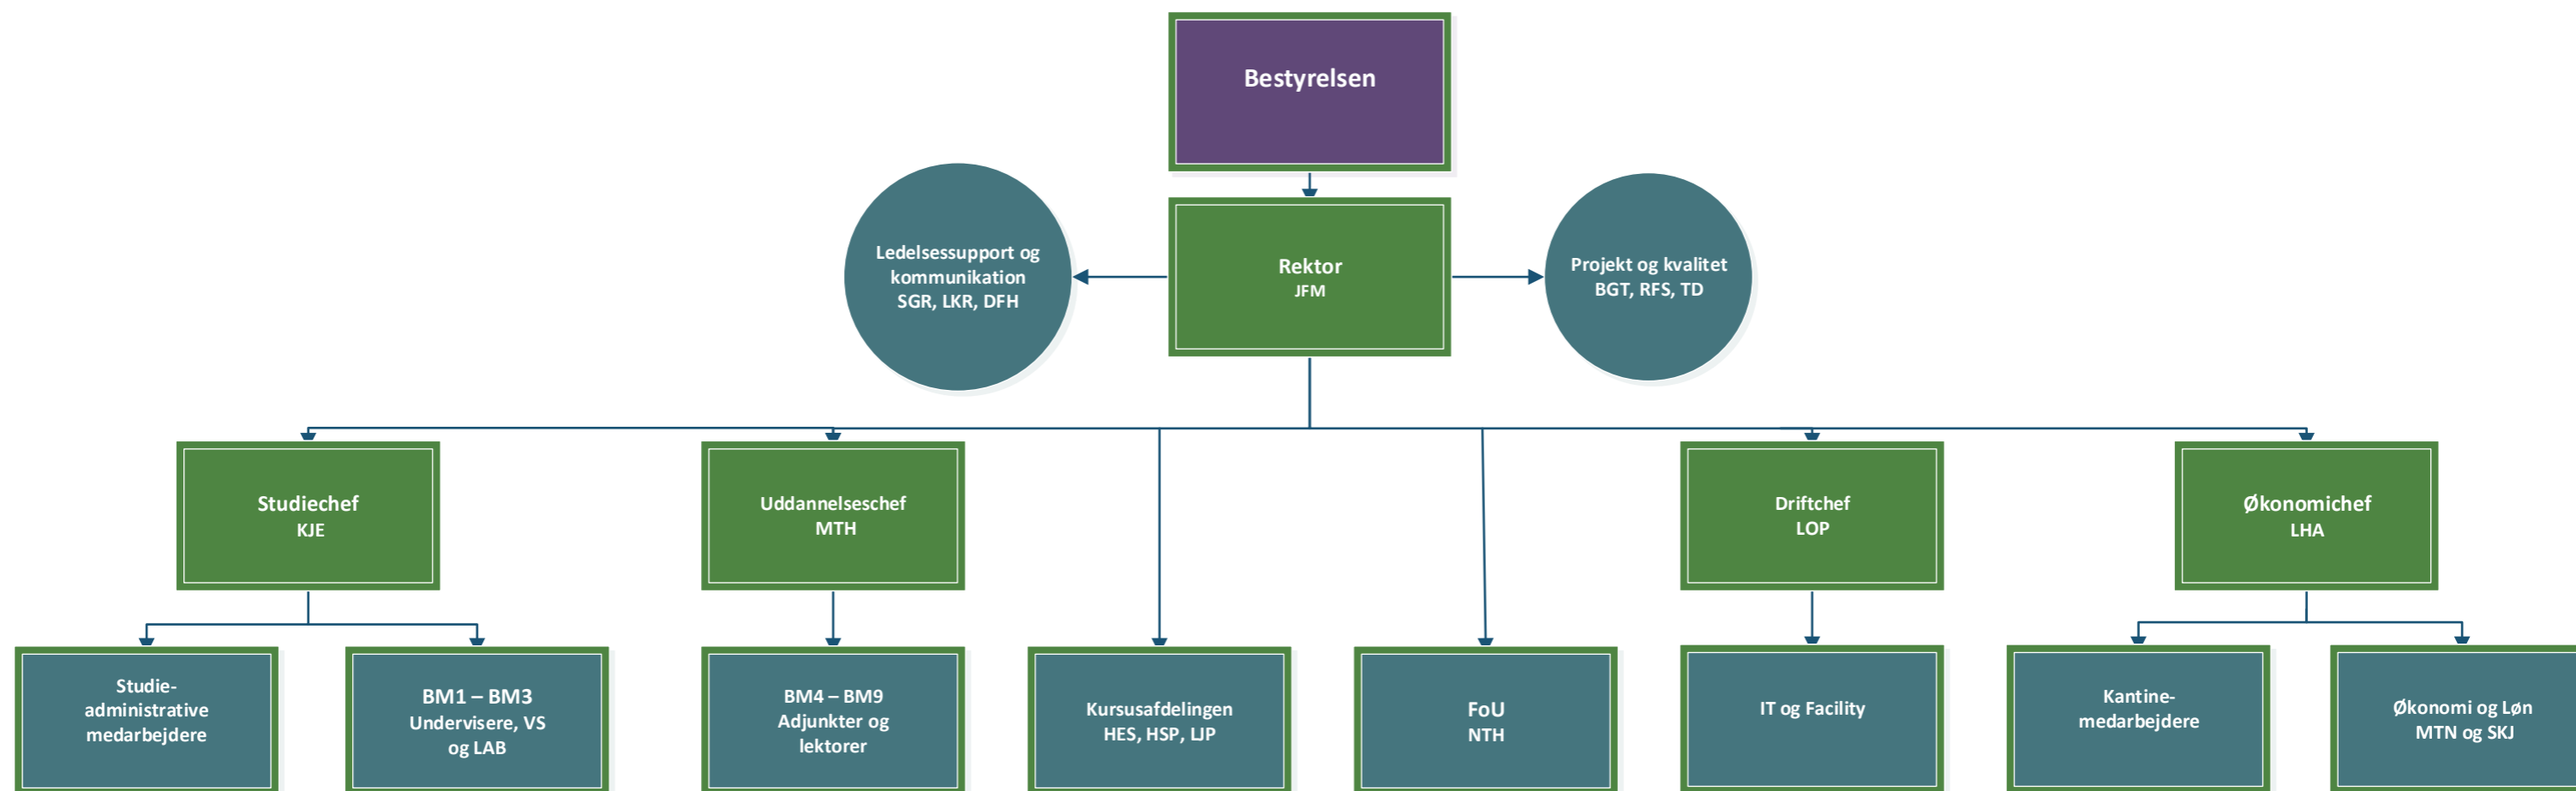 Bestyrelsen
Ledelsessupport og
kommunikation
SGR, LKR, DFH
Rektor
JFM
Projekt og kvalitet
BGT, RFS, TD
Studiechef
KJE
Uddannelseschef
MTH
Driftchef
LOP
Økonomichef
LHA
Studie-
administrative
medarbejdere
BM1 – BM3
Undervisere, VS
og LAB
BM4 – BM9
Adjunkter og
lektorer
Kursusafdelingen
HES, HSP, LJP
FoU
NTH
IT og Facility
Kantine-
medarbejdere
Økonomi og Løn
MTN og SKJ